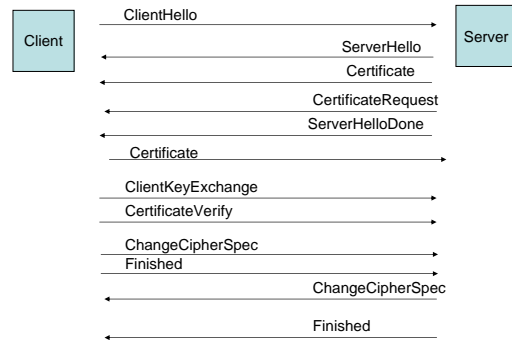 ClientHello
Client
Server
ServerHello
Certificate
CertificateRequest
ServerHelloDone
Certificate
ClientKeyExchange
CertificateVerify
ChangeCipherSpec
Finished
ChangeCipherSpec
Finished